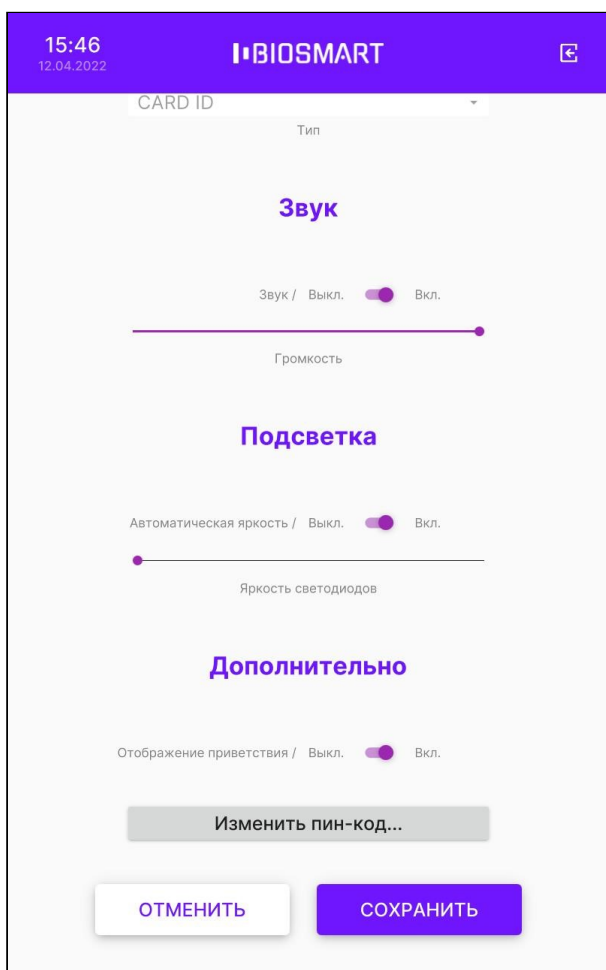 15:46
BIOSMART
12.04.2022
CARD ID
Тип
Звук
Звук / Выкл. Вкл.
Громкость
Подсветка
Автоматическая яркость / Выкл. Вкл.
Яркость светодиодов
Дополнительно
Отображение приветствия / Выкл. Вкл.
Изменить пин-код...
ОТМЕНИТЬ СОХРАНИТЬ